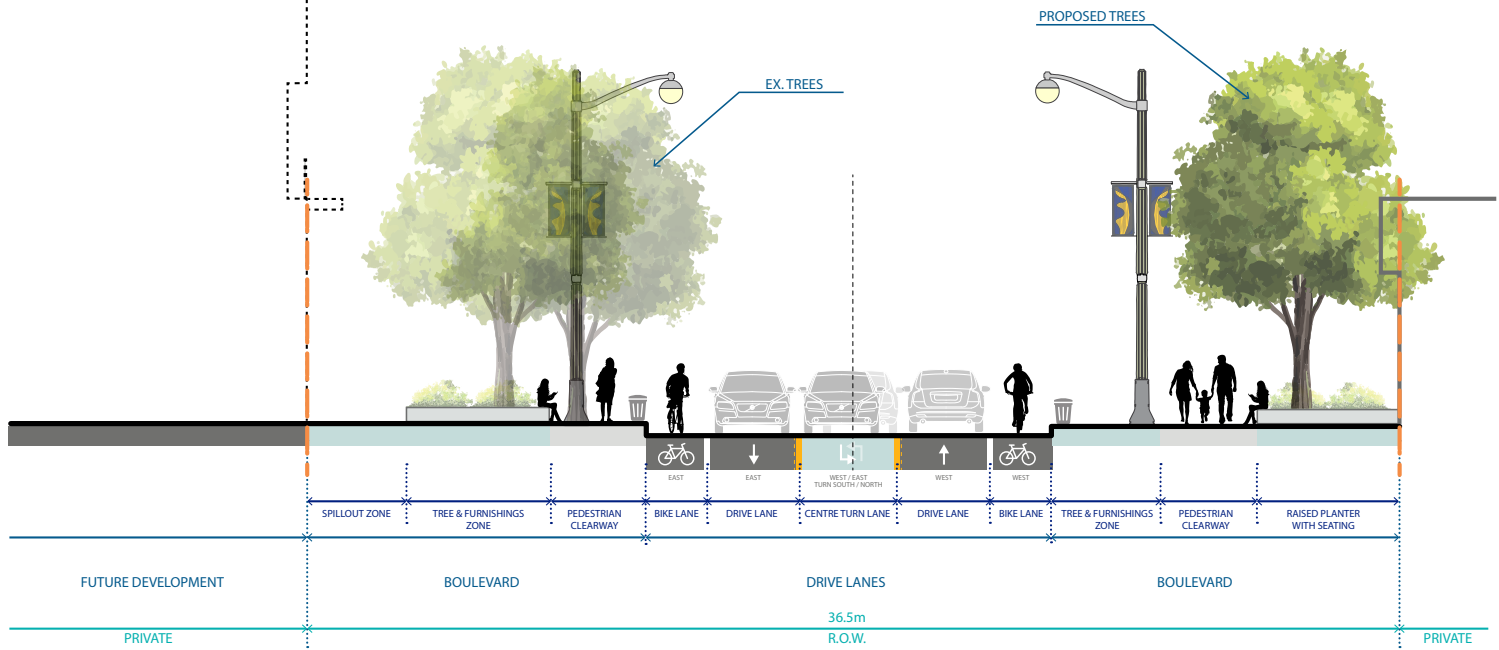 PROPOSED TREES
EX. TREES
EAST
EAST
WEST / EAST
TURN SOUTH / NORTH
WEST
WEST
SPILLOUT ZONE
TREE & FURNISHINGS
ZONE
PEDESTRIAN
CLEARWAY
BIKE LANE
DRIVE LANE
CENTRE TURN LANE
DRIVE LANE
BIKE LANE
TREE & FURNISHINGS
ZONE
PEDESTRIAN
CLEARWAY
RAISED PLANTER
WITH SEATING
FUTURE DEVELOPMENT
BOULEVARD
DRIVE LANES
BOULEVARD
36.5m
PRIVATE
R.O.W.
PRIVATE